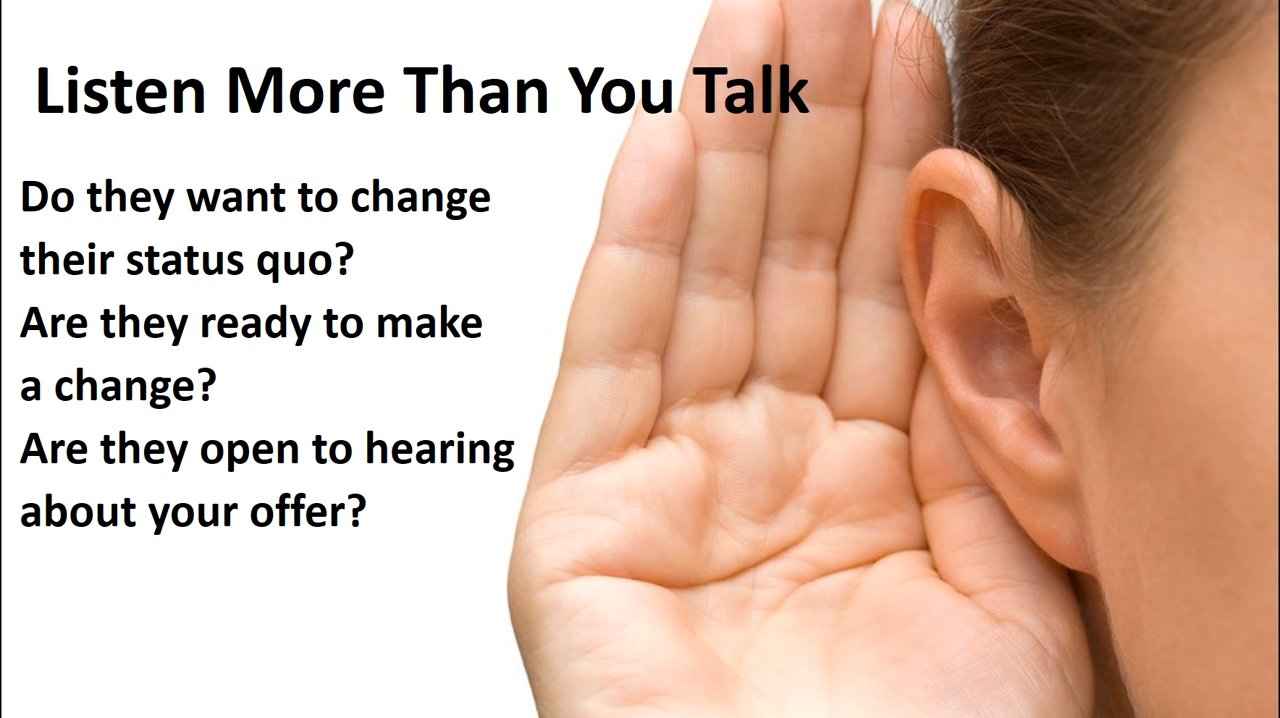 Listen More Than You Talk
Do they want to change
their status quo?
Are they ready to make
a change?
Are they open to hearing
about your offer?